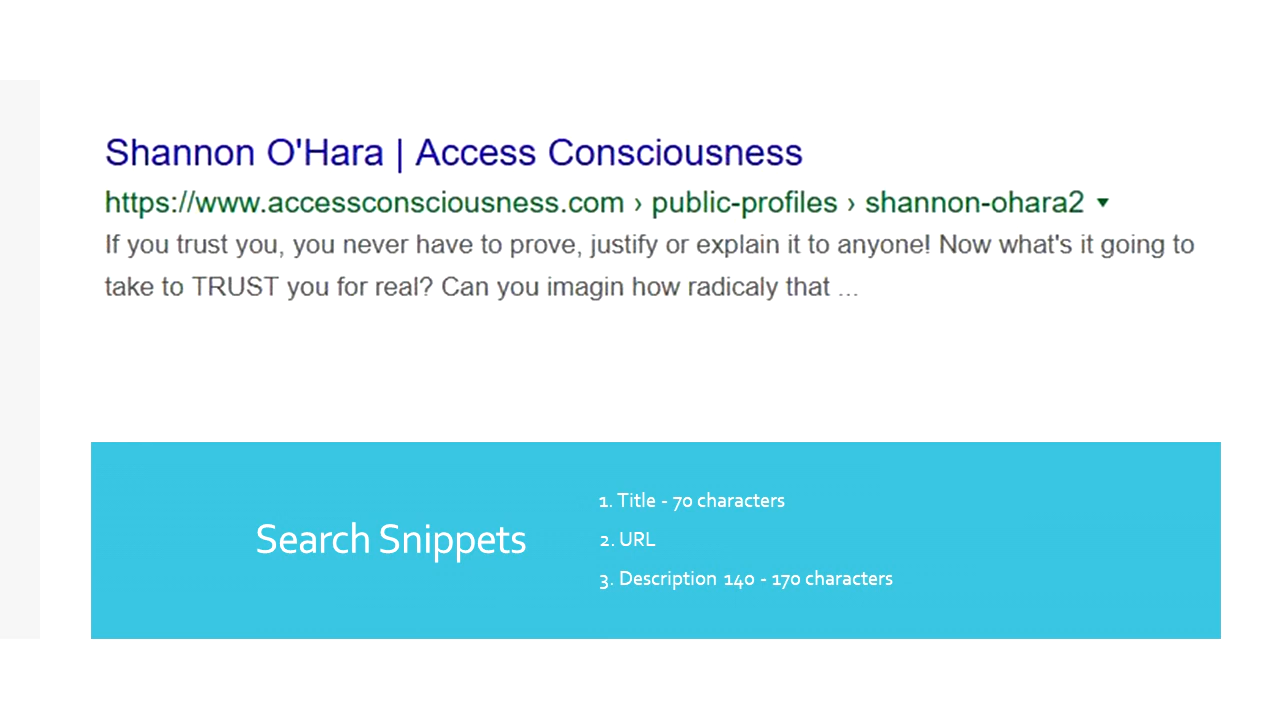 Shannon O'Hara | Access Consciousness
https://www.accessconsciousness.com › public-profiles › shannon-ohara2 ▾
If you trust you, you never have to prove, justify or explain it to anyone! Now what's it going to
take to TRUST you for real? Can you imagin how radicaly that ...
Search Snippets
1. Title - 70 characters
2. URL
3. Description 140 - 170 characters